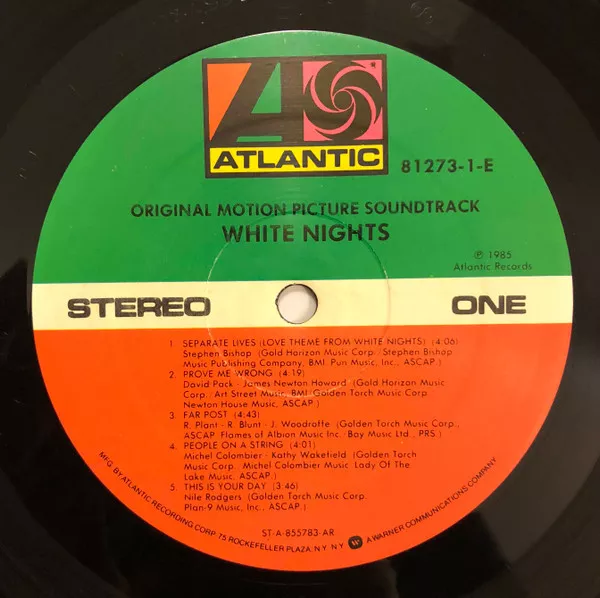 ATLANTIC
81273-1-E
ORIGINAL MOTION PICTURE SOUNDTRACK
WHITE NIGHTS
℗ 1985
Atlantic Records
STEREO
ONE
1. SEPARATE LIVES (LOVE THEME FROM WHITE NIGHTS) (4:06)
Stephen Bishop (Gold Horizon Music Corp./Stephen Bishop
Music Publishing Company, BMI. Pun Music, Inc., ASCAP.)
2. PROVE ME WRONG (4:19)
David Pack - James Newton Howard (Gold Horizon Music
Corp./Art Street Music, BMI/Golden Torch Music Corp.
Newton House Music, ASCAP.)
3. FAR POST (4:43)
R. Plant - R. Blunt - J. Woodroffe (Golden Torch Music Corp.,
ASCAP. Flames of Albion Music Inc./Bay Music Ltd., PRS.)
4. PEOPLE ON A STRING (4:01)
Michel Colombier - Kathy Wakefield (Golden Torch
Music Corp. Michel Colombier Music Lady Of The
Lake Music, ASCAP.)
5. THIS IS YOUR DAY (3:46)
Nile Rodgers (Golden Torch Music Corp.
Plan-9 Music, Inc., ASCAP.)
ST-A-855783-AR
MFG. BY ATLANTIC RECORDING CORP. 75 ROCKEFELLER PLAZA, N.Y. N.Y. A WARNER COMMUNICATIONS COMPANY